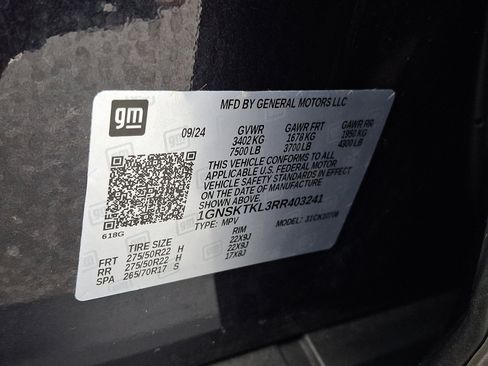 gm
MFD BY GENERAL MOTORS LLC
09/24 GVWR GAWR FRT GAWR RR
3402 KG 1678 KG 1950 KG
7500 LB 3700 LB 4300 LB
THIS VEHICLE CONFORMS TO ALL
APPLICABLE U.S. FEDERAL MOTOR
VEHICLE SAFETY STANDARDS IN EFFECT
ON THE DATE OF MANUFACTURE
1GNSKTKL3RR403241
TYPE: MPV MODEL:
618G
TIRE SIZE RIM
FRT 275/50R22 H 22X9J
RR 275/50R22 H 22X9J
SPA 265/70R17 S 17X8J